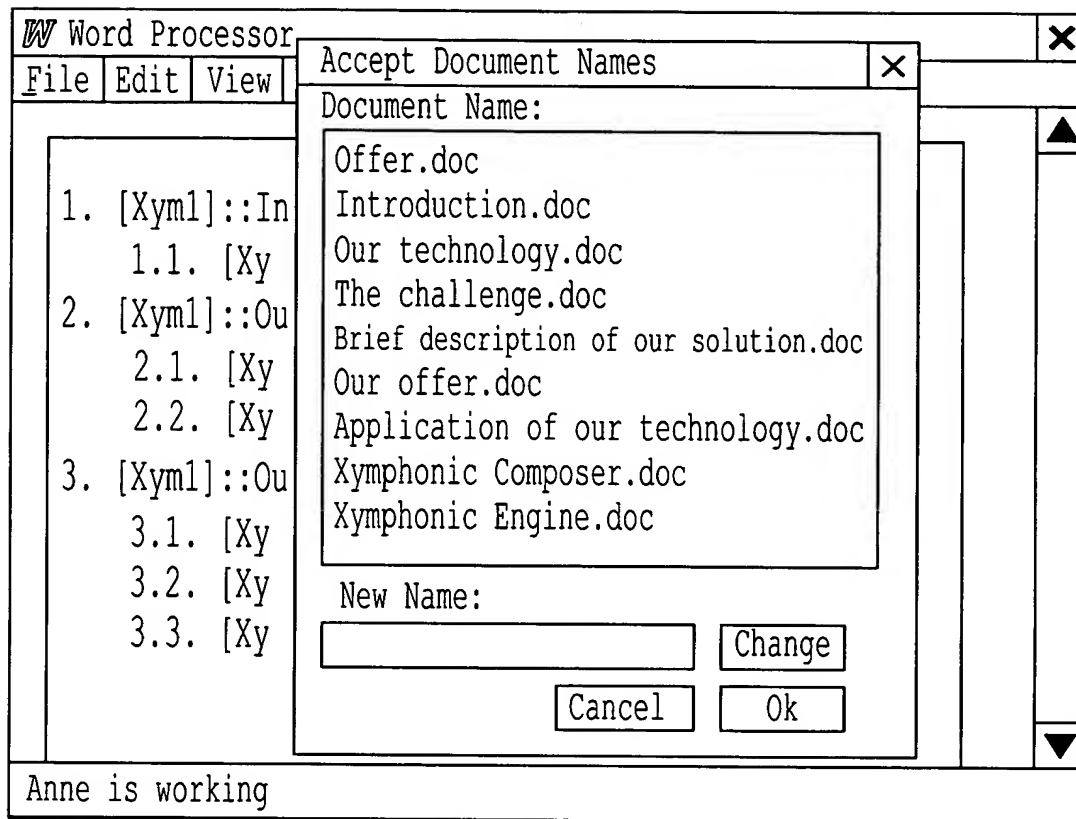 W Word Processor
File Edit View
Accept Document Names
Document Name:
Offer.doc
Introduction.doc
Our technology.doc
The challenge.doc
Brief description of our solution.doc
Our offer.doc
Application of our technology.doc
Xymphonic Composer.doc
Xymphonic Engine.doc
New Name:
Change
Cancel Ok
1. [Xym1]::In
1.1. [Xy
2. [Xym1]::Ou
2.1. [Xy
2.2. [Xy
3. [Xym1]::Ou
3.1. [Xy
3.2. [Xy
3.3. [Xy
Anne is working